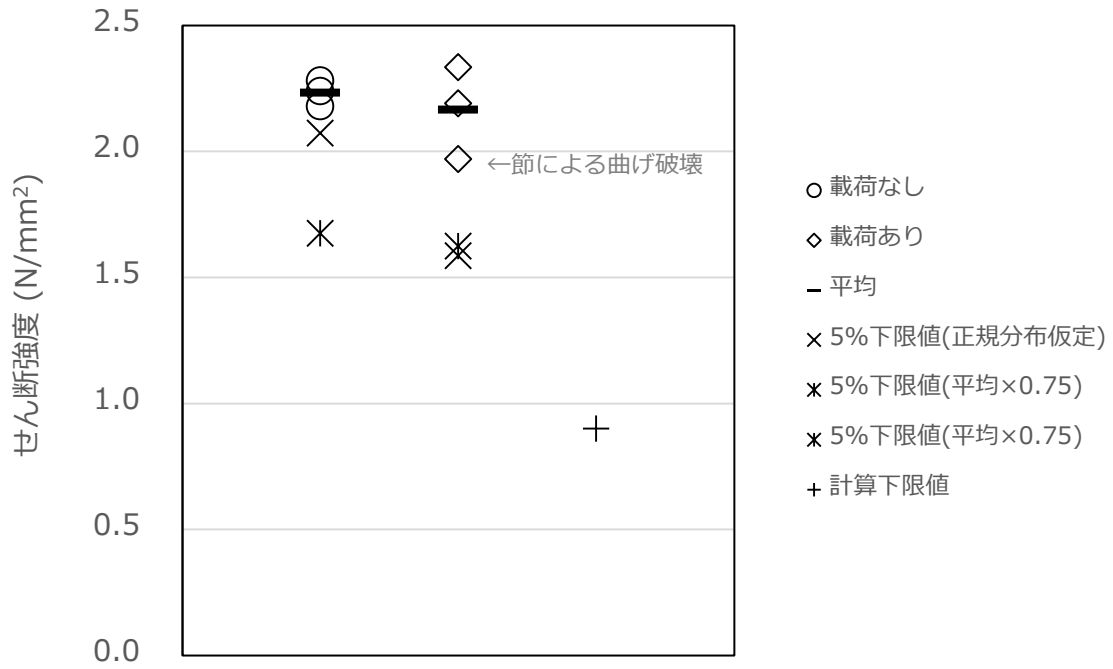 2.5
2.0
1.5
1.0
0.5
0.0
せん断強度 (N/mm²)
←節による曲げ破壊
載荷なし
載荷あり
平均
5%下限値(正規分布仮定)
5%下限値(平均×0.75)
5%下限値(平均×0.75)
計算下限値